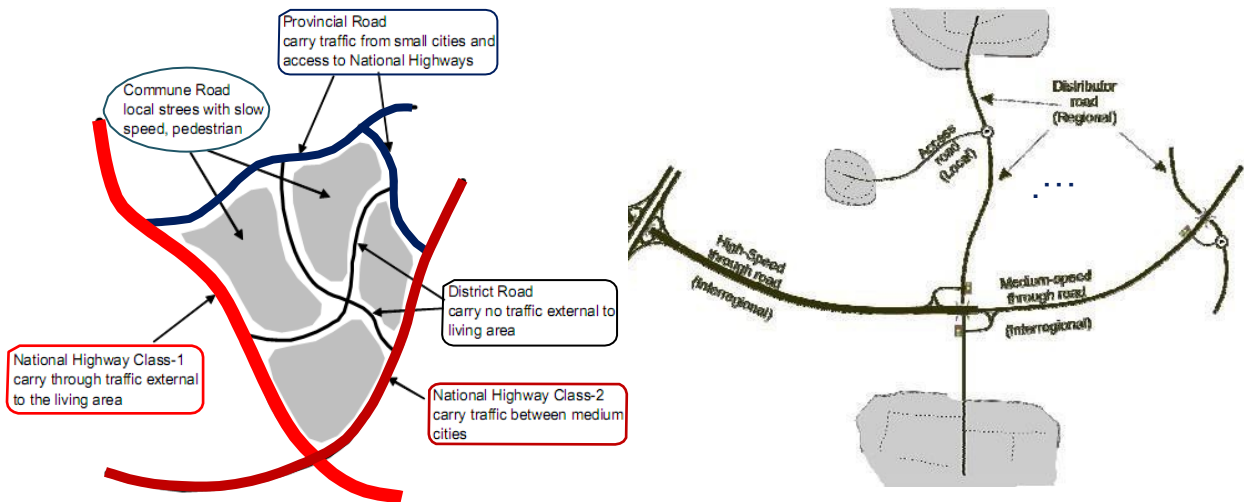 Provincial Road
carry traffic from small cities and
access to National Highways
Commune Road
local strees with slow
speed, pedestrian
District Road
carry no traffic external to
living area
National Highway Class-1
carry through traffic external
to the living area
National Highway Class-2
carry traffic between medium
cities
Distributor
road
(Regional)
Access
road
(Local)
High-Speed
through road
(Interregional)
Medium-speed
through road
(Interregional)